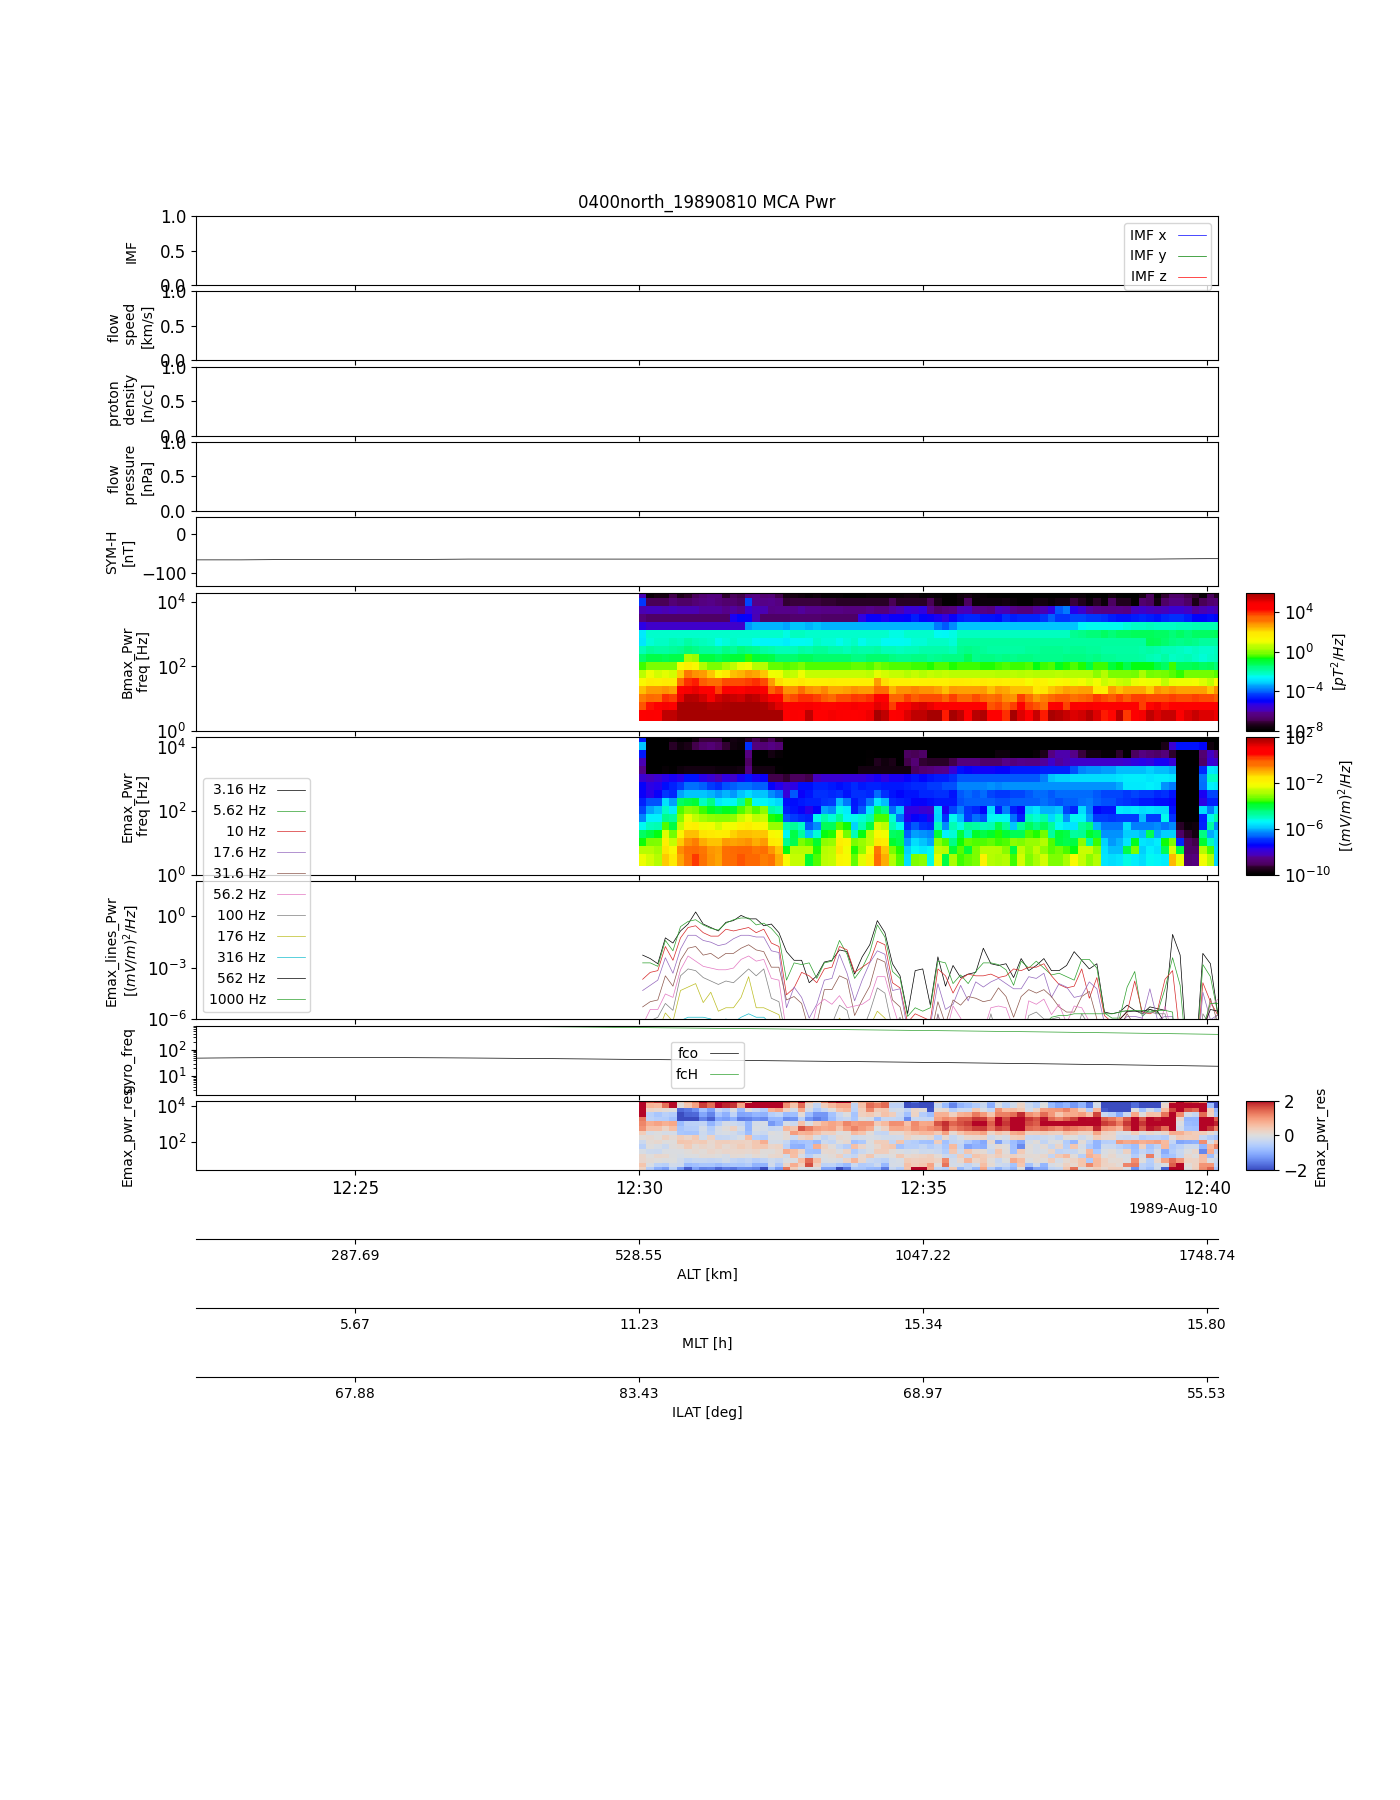 0400north_19890810 MCA Pwr
IMF
1.0
0.5
0.0
IMF x
IMF y
IMF z
flow
speed
[km/s]
1.0
0.5
0.0
proton
density
[n/cc]
1.0
0.5
0.0
flow
pressure
[nPa]
1.0
0.5
0.0
SYM-H
[nT]
0
−100
Bmax_Pwr
freq [Hz]
10^4
10^2
10^0
10^4
10^0
10^-4
10^-8
[pT^2/Hz]
Emax_Pwr
freq [Hz]
10^4
10^2
10^0
10^2
10^-2
10^-6
10^-10
[(mV/m)^2/Hz]
3.16 Hz
5.62 Hz
10 Hz
17.6 Hz
31.6 Hz
56.2 Hz
100 Hz
176 Hz
316 Hz
562 Hz
1000 Hz
Emax_lines_Pwr
[(mV/m)^2/Hz]
10^0
10^-3
10^-6
gyro_freq
10^2
10^1
fco
fcH
Emax_pwr_res
10^4
10^2
2
0
−2
Emax_pwr_res
12:25 12:30 12:35 12:40
1989-Aug-10
287.69 528.55 1047.22 1748.74
ALT [km]
5.67 11.23 15.34 15.80
MLT [h]
67.88 83.43 68.97 55.53
ILAT [deg]